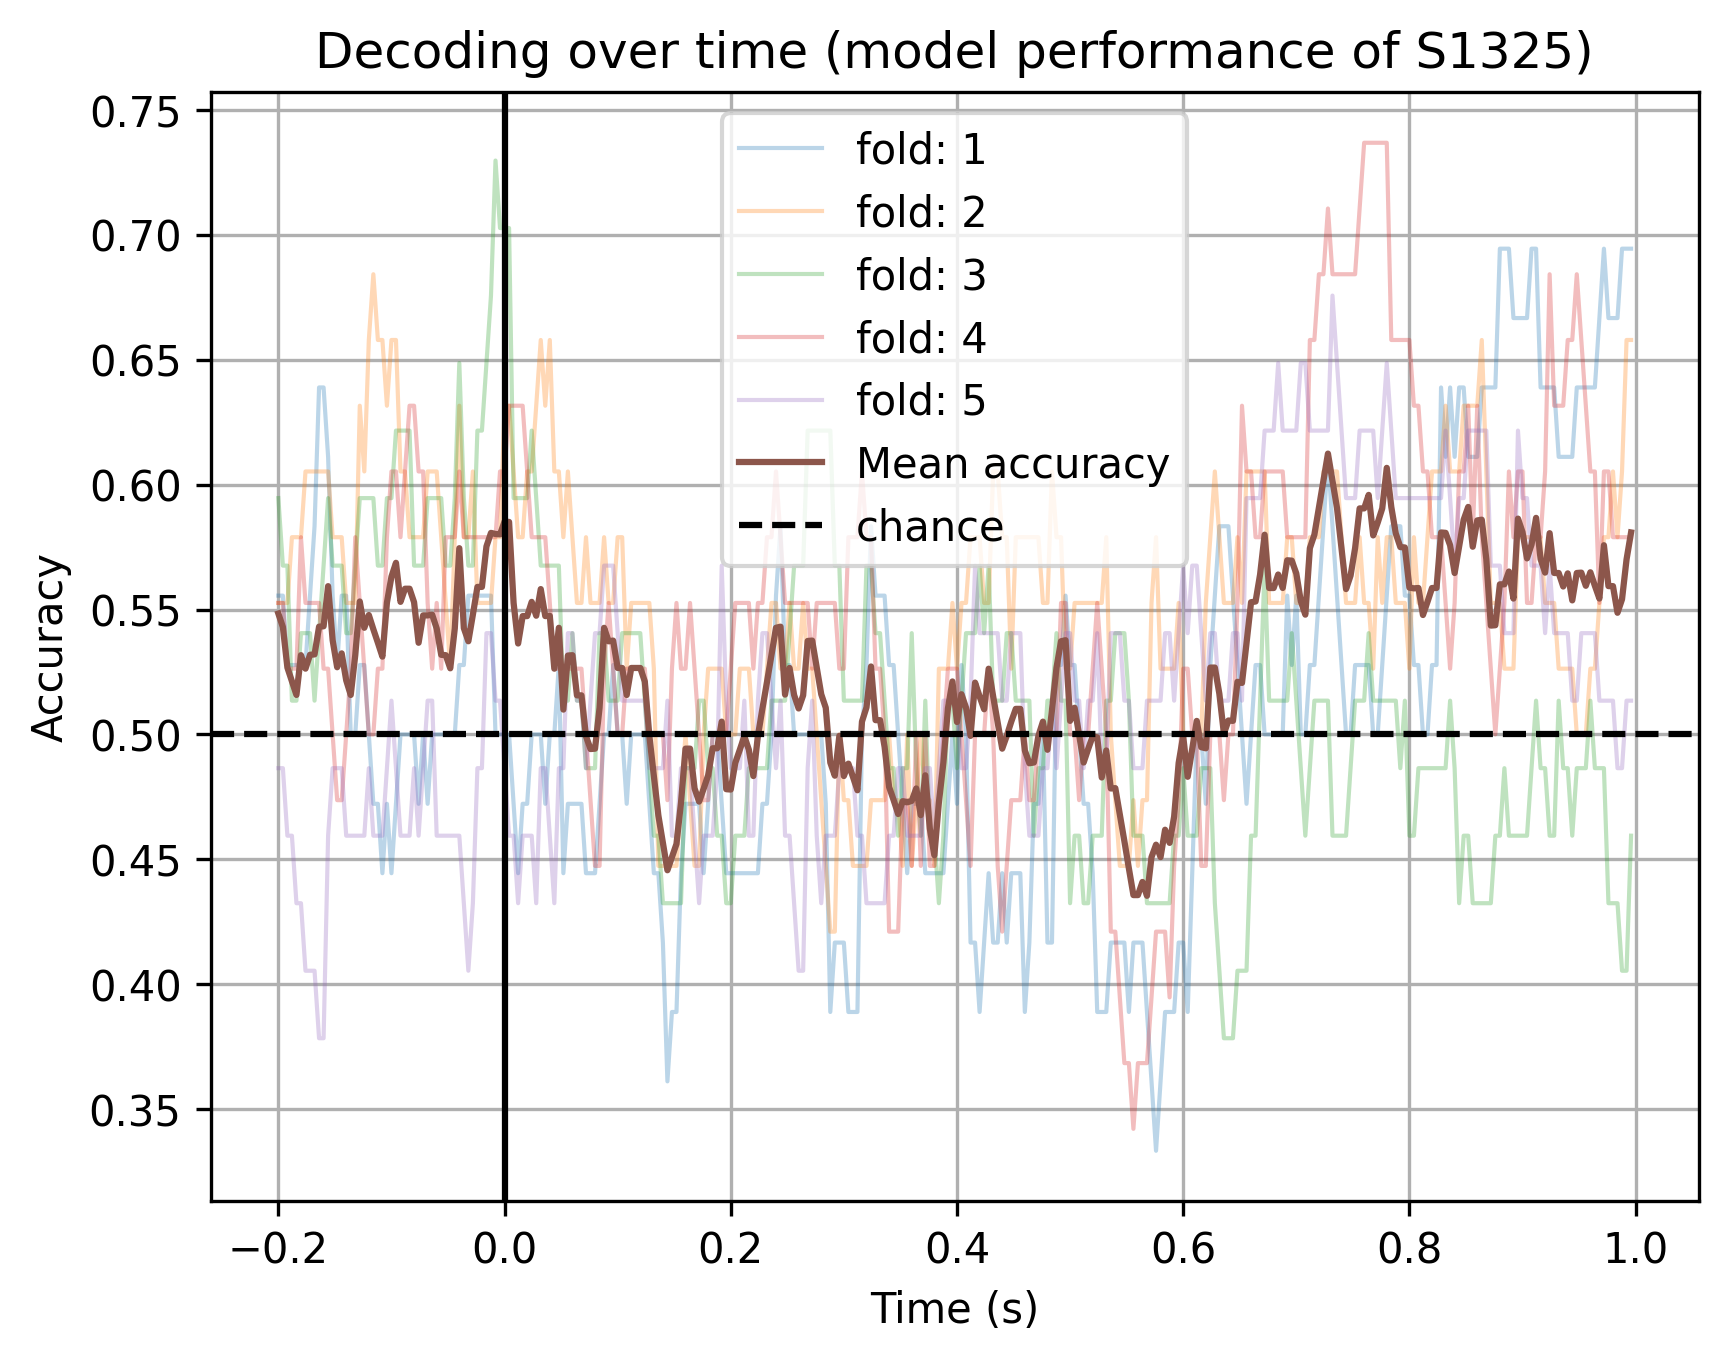 Decoding over time (model performance of S1325)
Accuracy
0.75
0.70
0.65
0.60
0.55
0.50
0.45
0.40
0.35
fold: 1
fold: 2
fold: 3
fold: 4
fold: 5
Mean accuracy
chance
−0.2 0.0 0.2 0.4 0.6 0.8 1.0
Time (s)